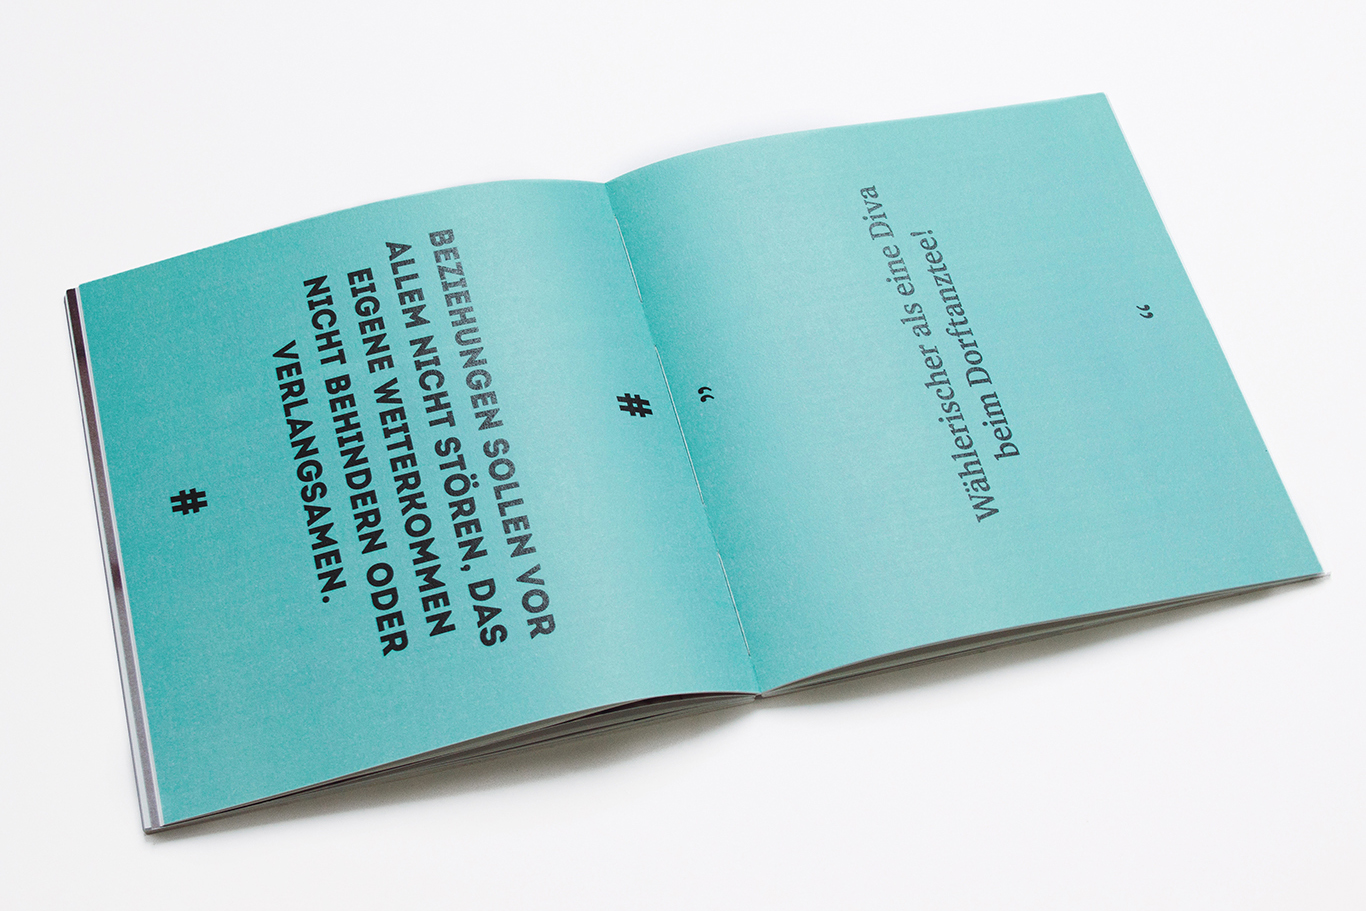 #
BEZIEHUNGEN SOLLEN VOR
ALLEM NICHT STÖREN, DAS
EIGENE WEITERKOMMEN
NICHT BEHINDERN ODER
VERLANGSAMEN.
#
„
Wählerischer als eine Diva
beim Dorftanztee!
“